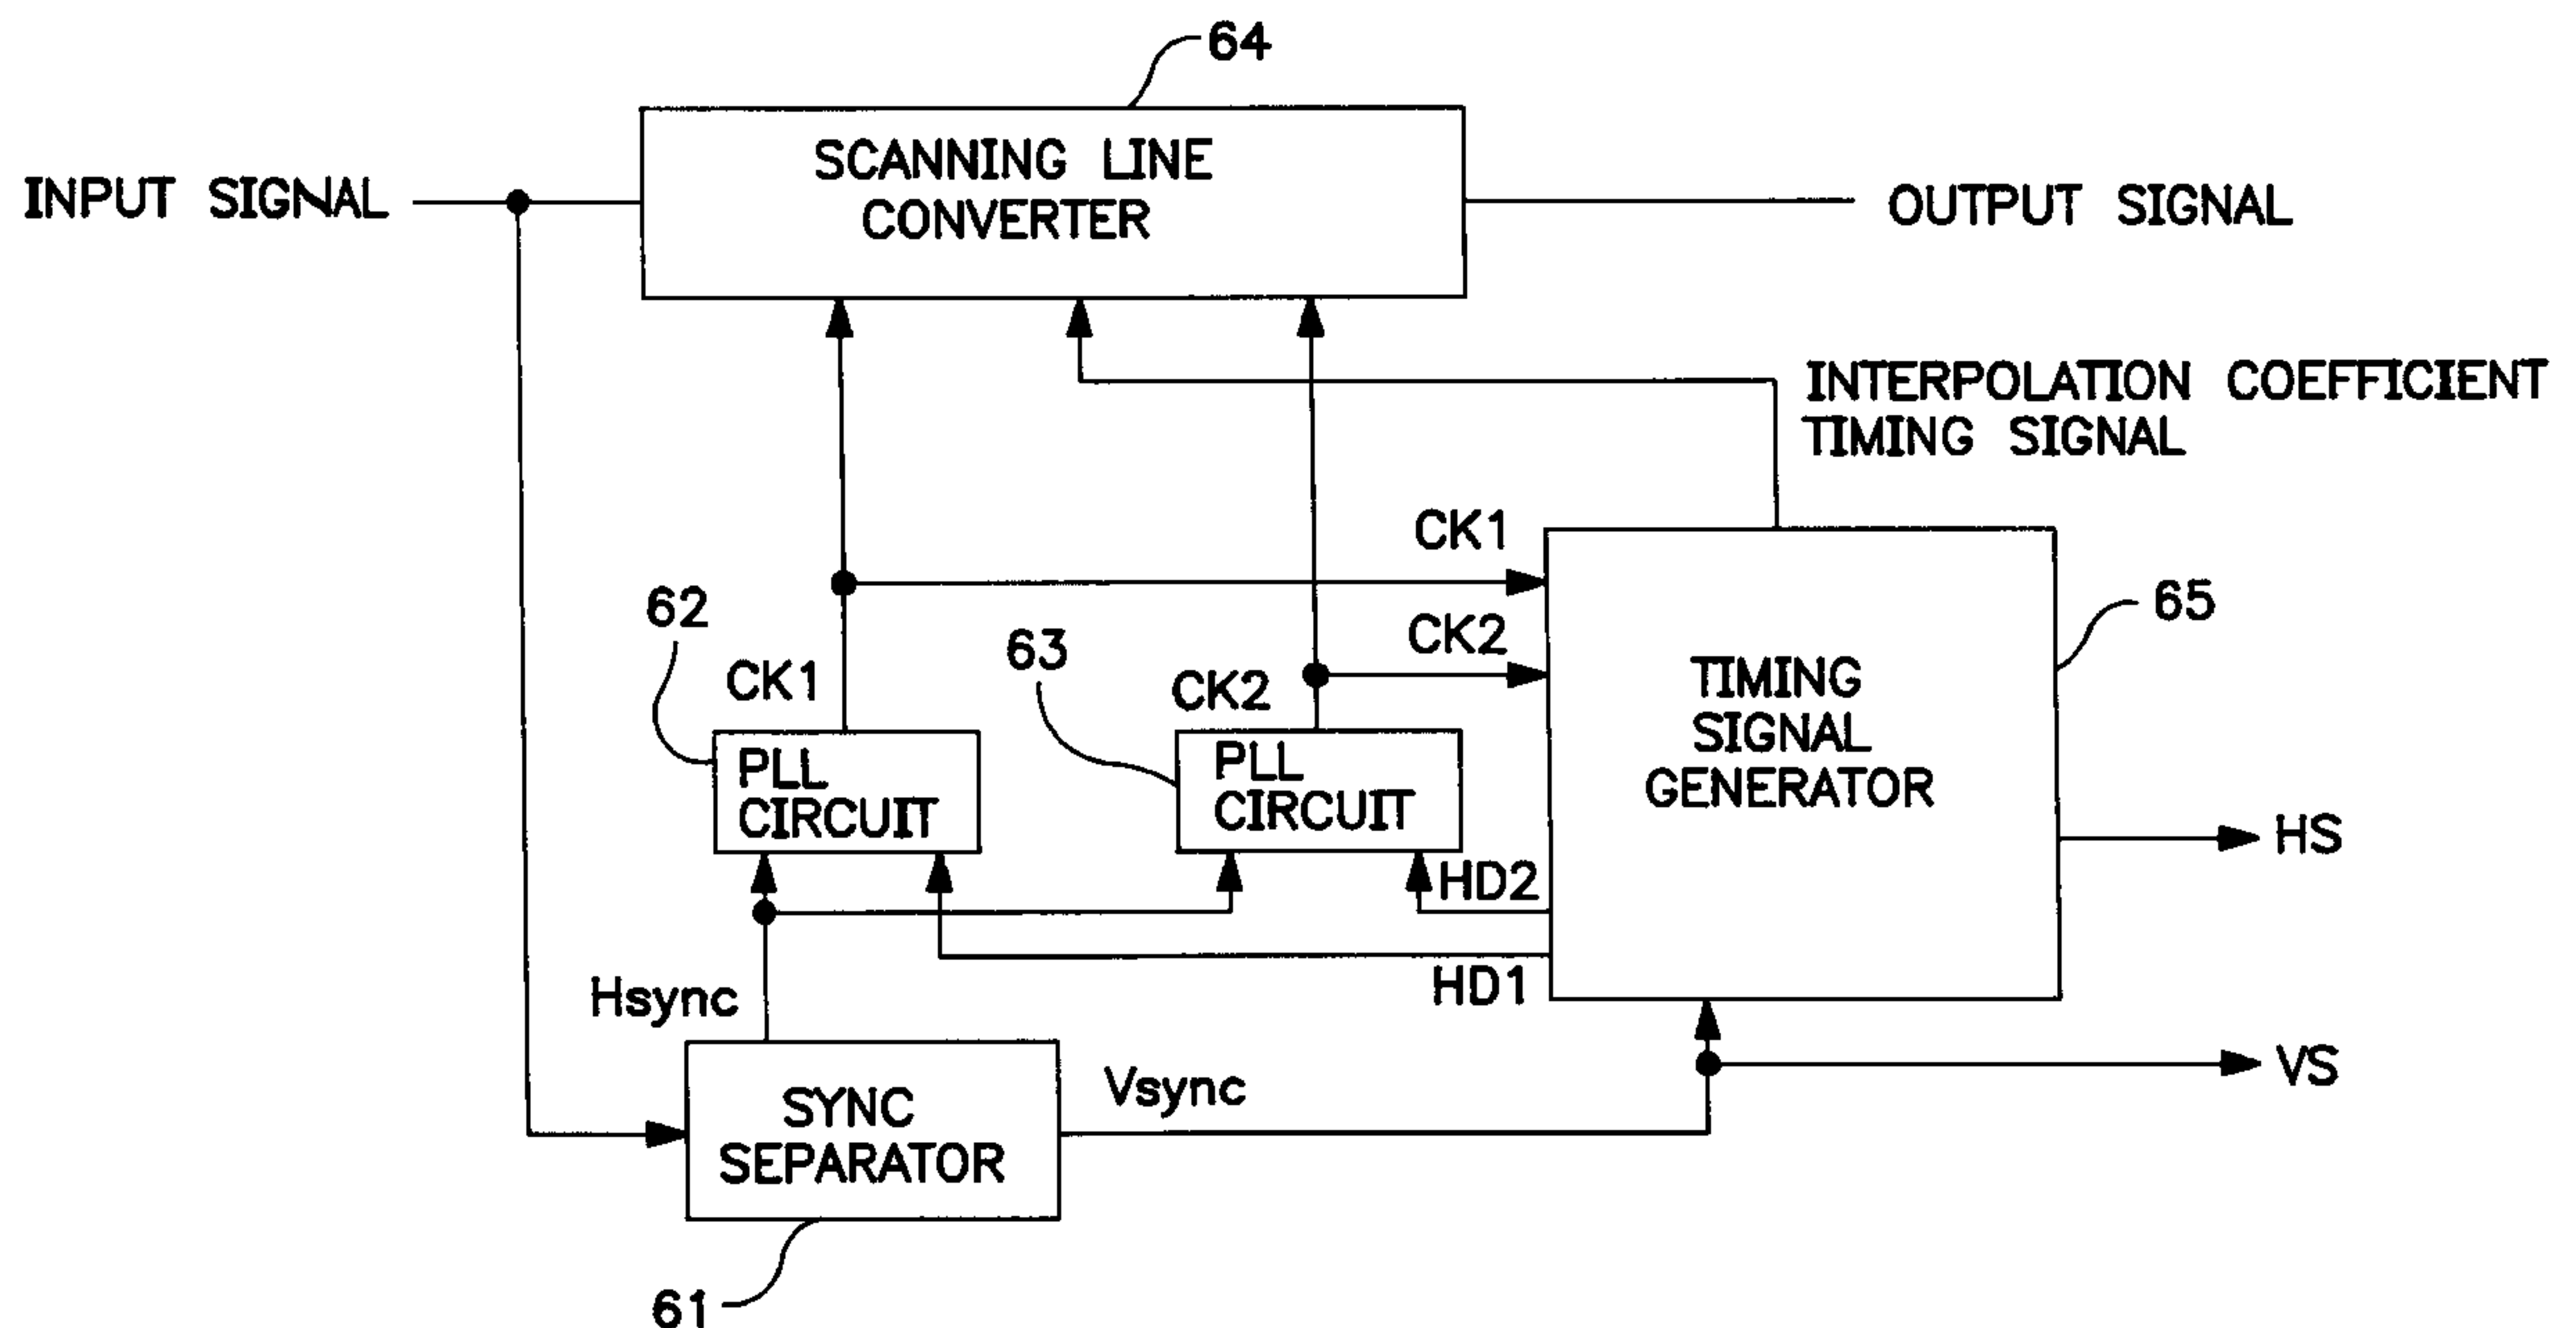 64
SCANNING LINE
CONVERTER
INPUT SIGNAL
OUTPUT SIGNAL
INTERPOLATION COEFFICIENT
TIMING SIGNAL
CK1
62
CK1
63
CK2
CK2
65
TIMING
SIGNAL
GENERATOR
PLL
CIRCUIT
PLL
CIRCUIT
HS
HD2
HD1
Hsync
Vsync
VS
SYNC
SEPARATOR
61